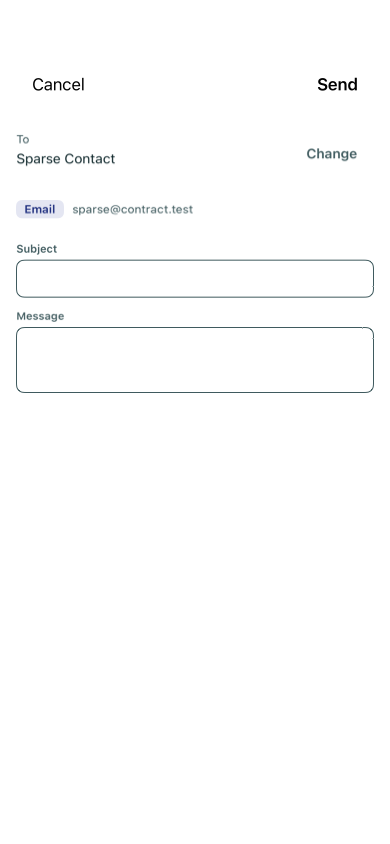 Cancel Send
To
Sparse Contact
Change
Email sparse@contract.test
Subject
Message